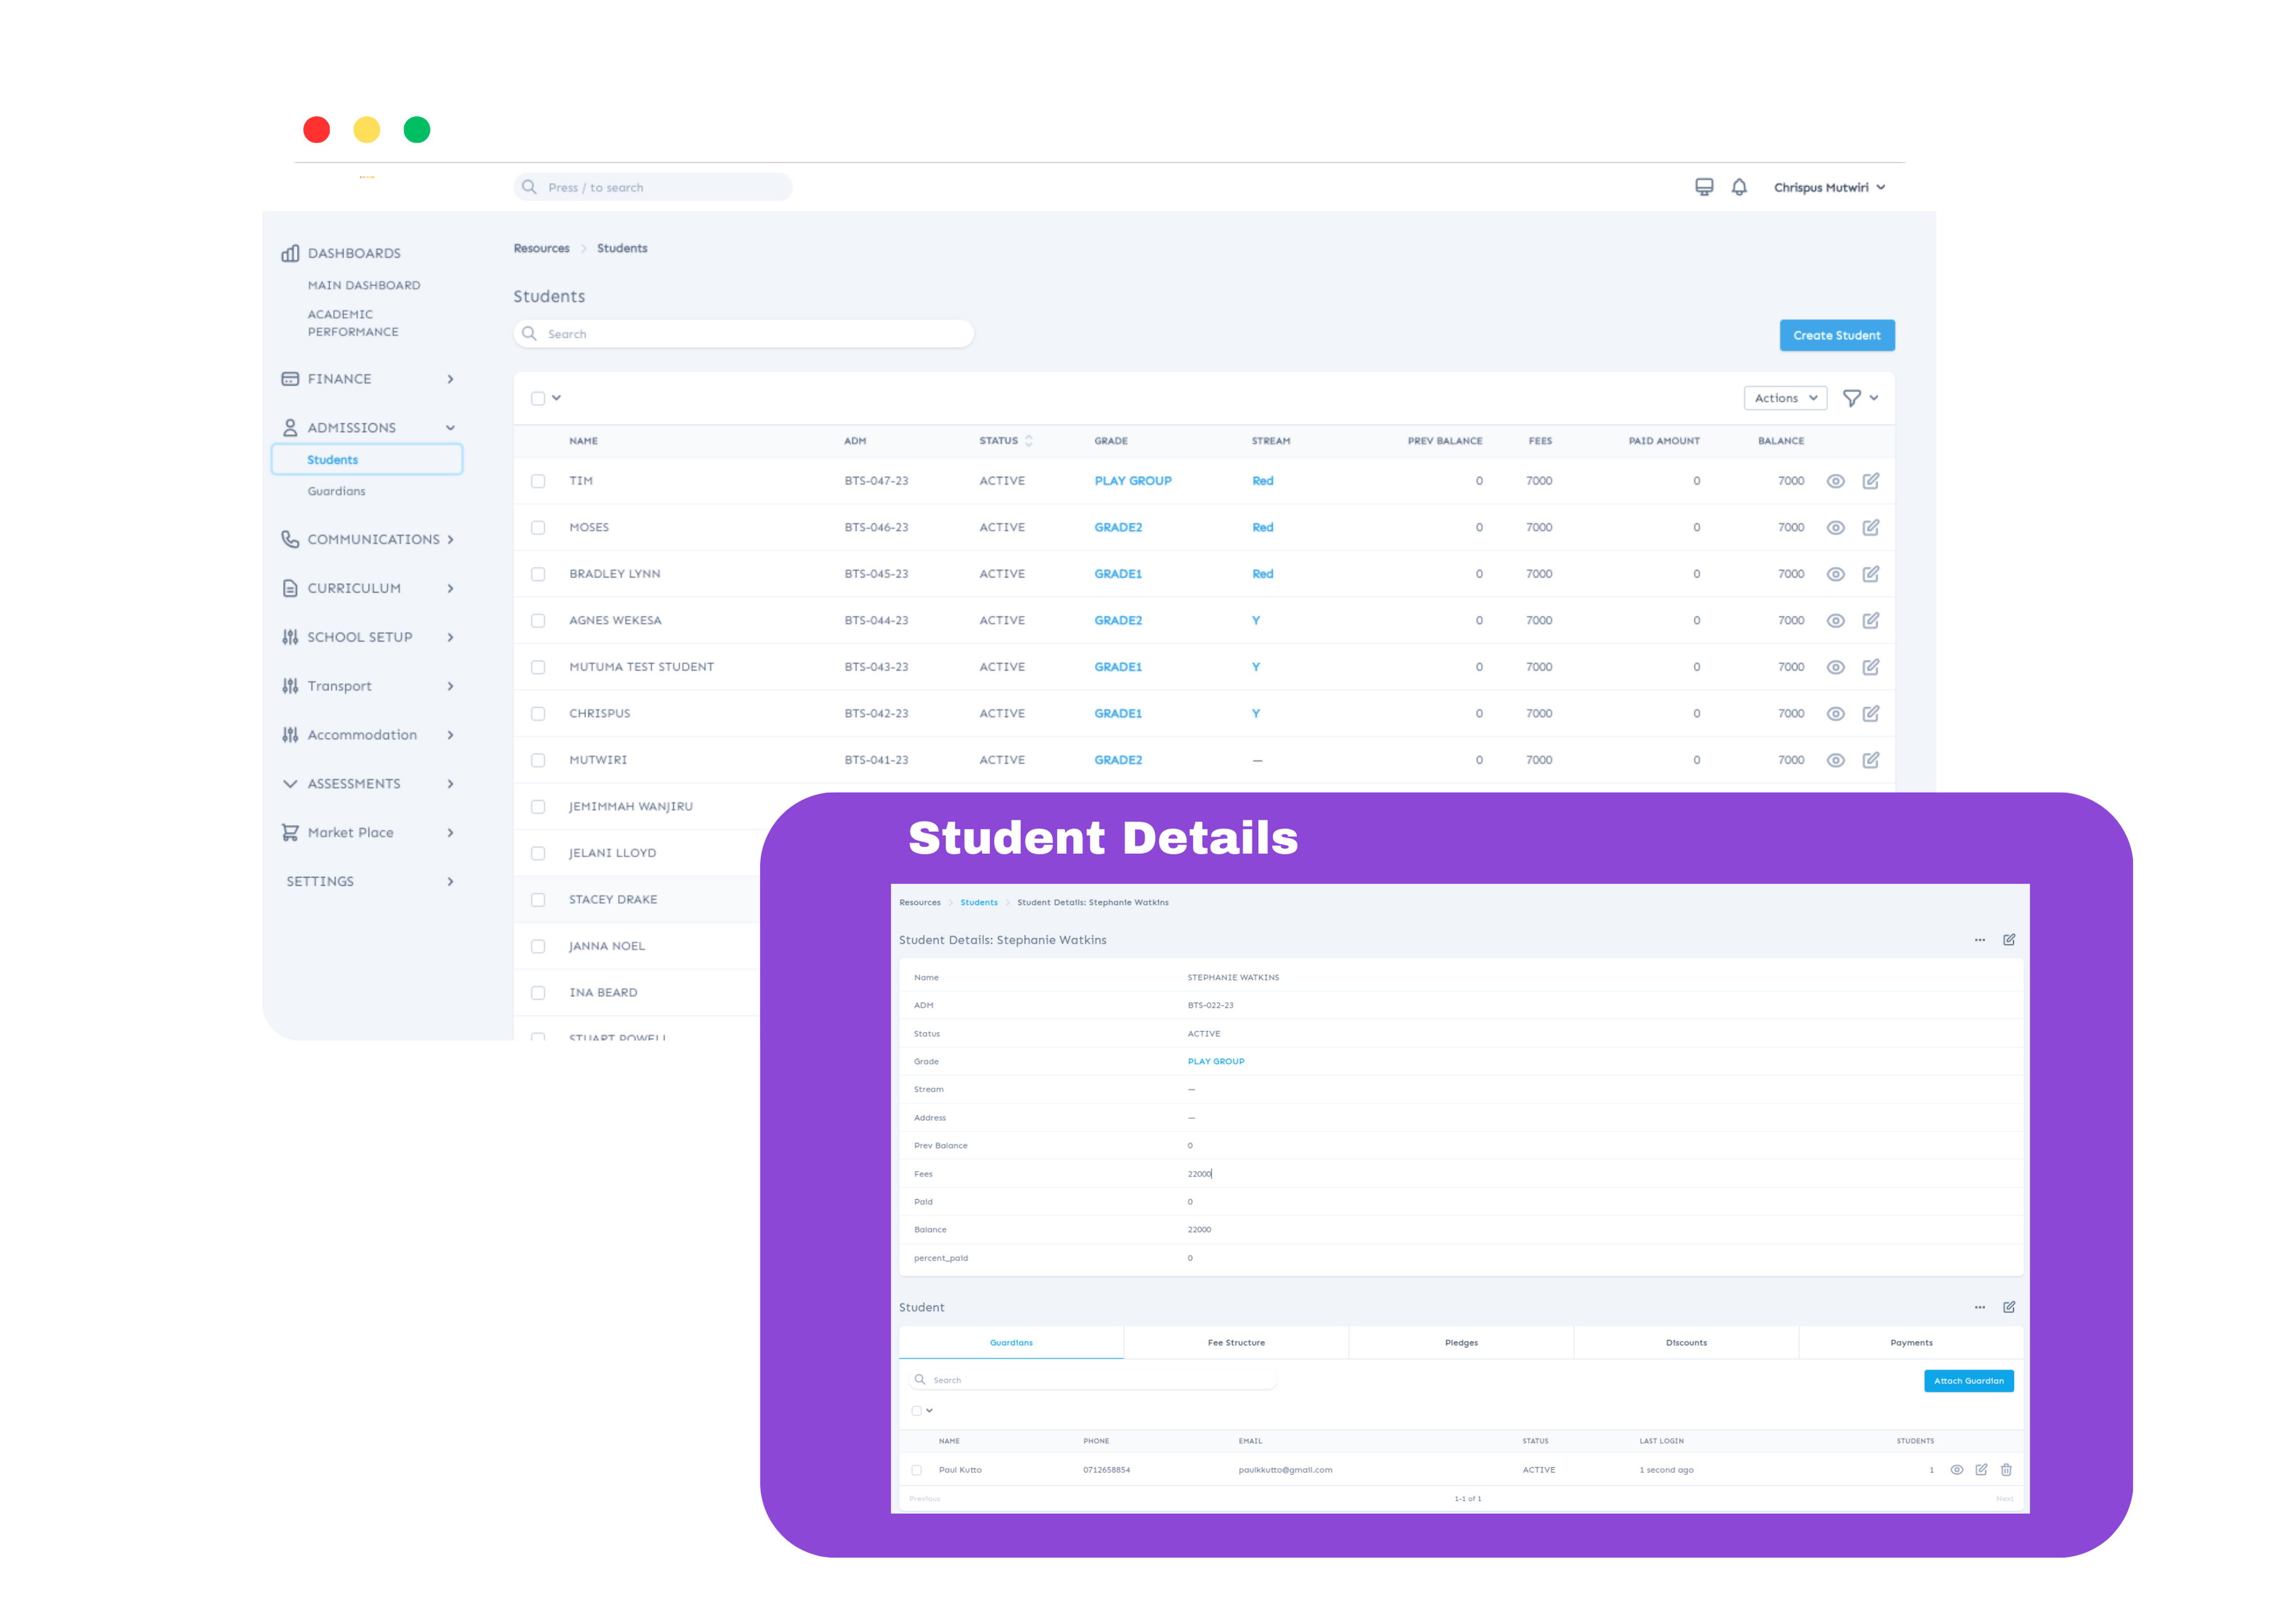 Press / to search
Chrispus Mutwiri
DASHBOARDS
MAIN DASHBOARD
ACADEMIC
PERFORMANCE
FINANCE
ADMISSIONS
Students
Guardians
COMMUNICATIONS
CURRICULUM
SCHOOL SETUP
Transport
Accommodation
ASSESSMENTS
Market Place
SETTINGS
Resources > Students
Students
Search
Create Student
Actions
NAME ADM STATUS GRADE STREAM PREV BALANCE FEES PAID AMOUNT BALANCE
TIM BTS-047-23 ACTIVE PLAY GROUP Red 0 7000 0 7000
MOSES BTS-046-23 ACTIVE GRADE2 Red 0 7000 0 7000
BRADLEY LYNN BTS-045-23 ACTIVE GRADE1 Red 0 7000 0 7000
AGNES WEKESA BTS-044-23 ACTIVE GRADE2 Y 0 7000 0 7000
MUTUMA TEST STUDENT BTS-043-23 ACTIVE GRADE1 Y 0 7000 0 7000
CHRISPUS BTS-042-23 ACTIVE GRADE1 Y 0 7000 0 7000
MUTWIRI BTS-041-23 ACTIVE GRADE2 — 0 7000 0 7000
JEMIMMAH WANJIRU
JELANI LLOYD
STACEY DRAKE
JANNA NOEL
INA BEARD
STUART POWELL
Student Details
Resources > Students > Student Details: Stephanie Watkins
Student Details: Stephanie Watkins
Name STEPHANIE WATKINS
ADM BTS-022-23
Status ACTIVE
Grade PLAY GROUP
Stream —
Address —
Prev Balance 0
Fees 22000
Paid 0
Balance 22000
percent_paid 0
Student
Guardians Fee Structure Pledges Discounts Payments
Search
Attach Guardian
NAME PHONE EMAIL STATUS LAST LOGIN STUDENTS
Paul Kutto 0712658854 paulkkutto@gmail.com ACTIVE 1 second ago 1
Previous 1-1 of 1 Next